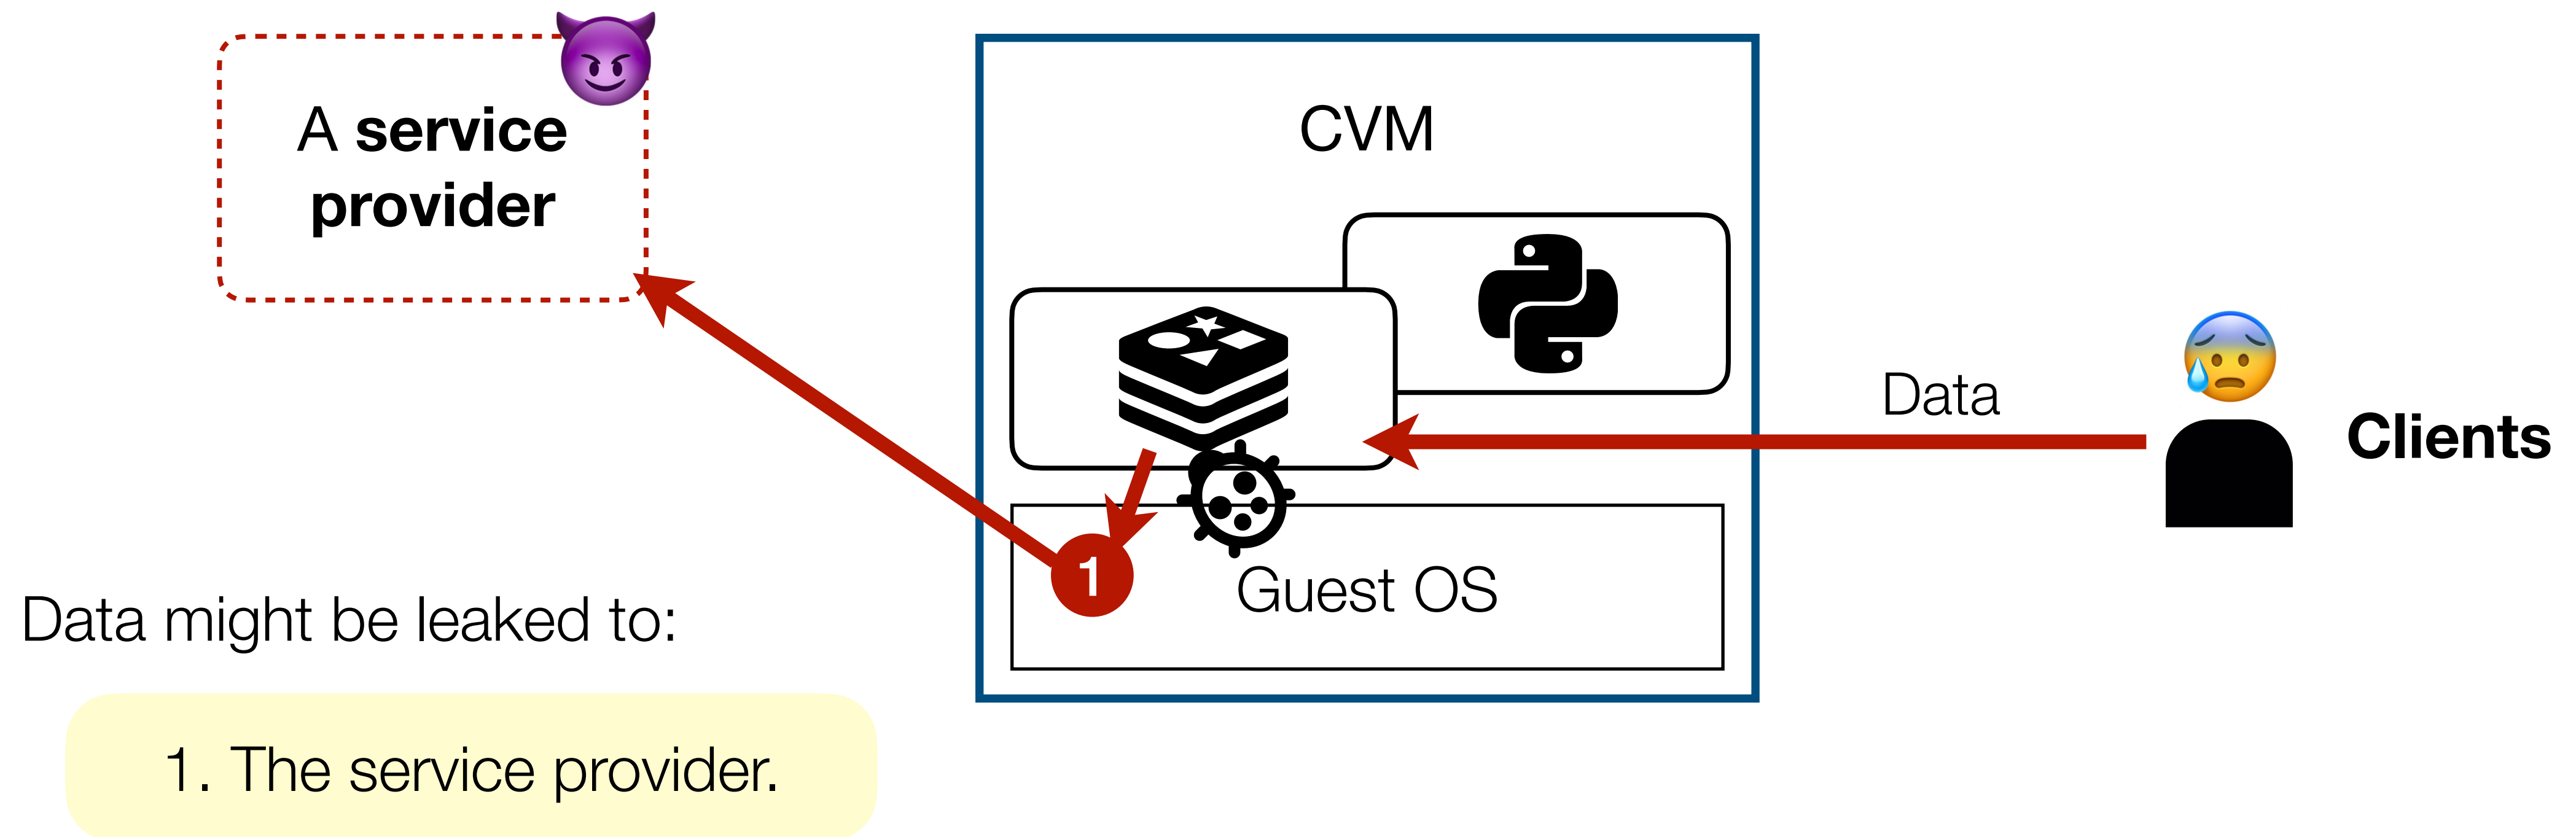 A service
provider
CVM
Data
Clients
1
Guest OS
Data might be leaked to:
1. The service provider.